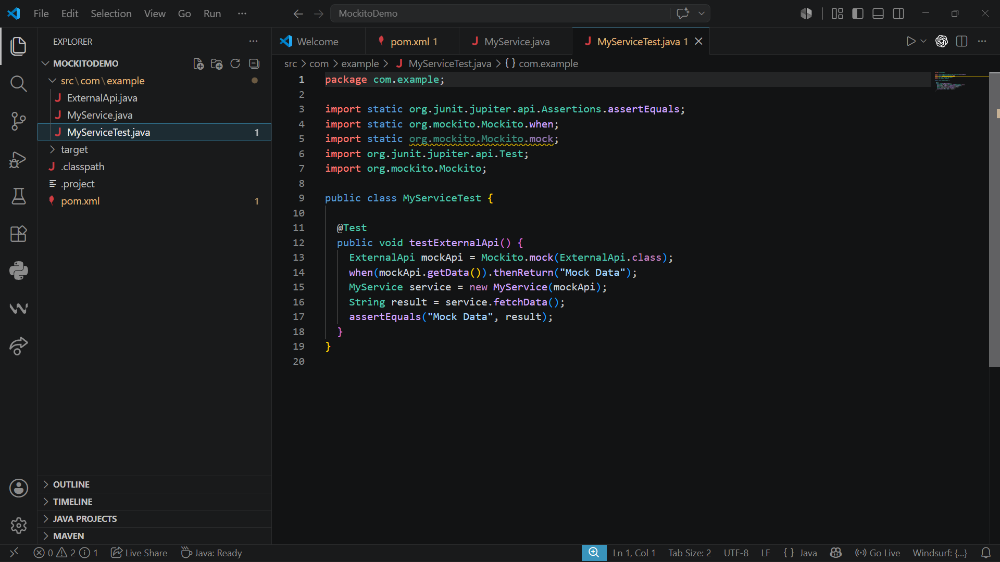 File Edit Selection View Go Run ··· MockitoDemo
EXPLORER ···
MOCKITODEMO
src\com\example
ExternalApi.java
MyService.java
MyServiceTest.java 1
target
.classpath
.project
pom.xml 1
OUTLINE
TIMELINE
JAVA PROJECTS
MAVEN
Welcome pom.xml 1 MyService.java MyServiceTest.java 1
src > com > example > MyServiceTest.java > { } com.example
1 package com.example;
2
3 import static org.junit.jupiter.api.Assertions.assertEquals;
4 import static org.mockito.Mockito.when;
5 import static org.mockito.Mockito.mock;
6 import org.junit.jupiter.api.Test;
7 import org.mockito.Mockito;
8
9 public class MyServiceTest {
10
11 @Test
12 public void testExternalApi() {
13 ExternalApi mockApi = Mockito.mock(ExternalApi.class);
14 when(mockApi.getData()).thenReturn("Mock Data");
15 MyService service = new MyService(mockApi);
16 String result = service.fetchData();
17 assertEquals("Mock Data", result);
18 }
19 }
20
0 2 1 Live Share Java: Ready Ln 1, Col 1 Tab Size: 2 UTF-8 LF { } Java Go Live Windsurf: {...}